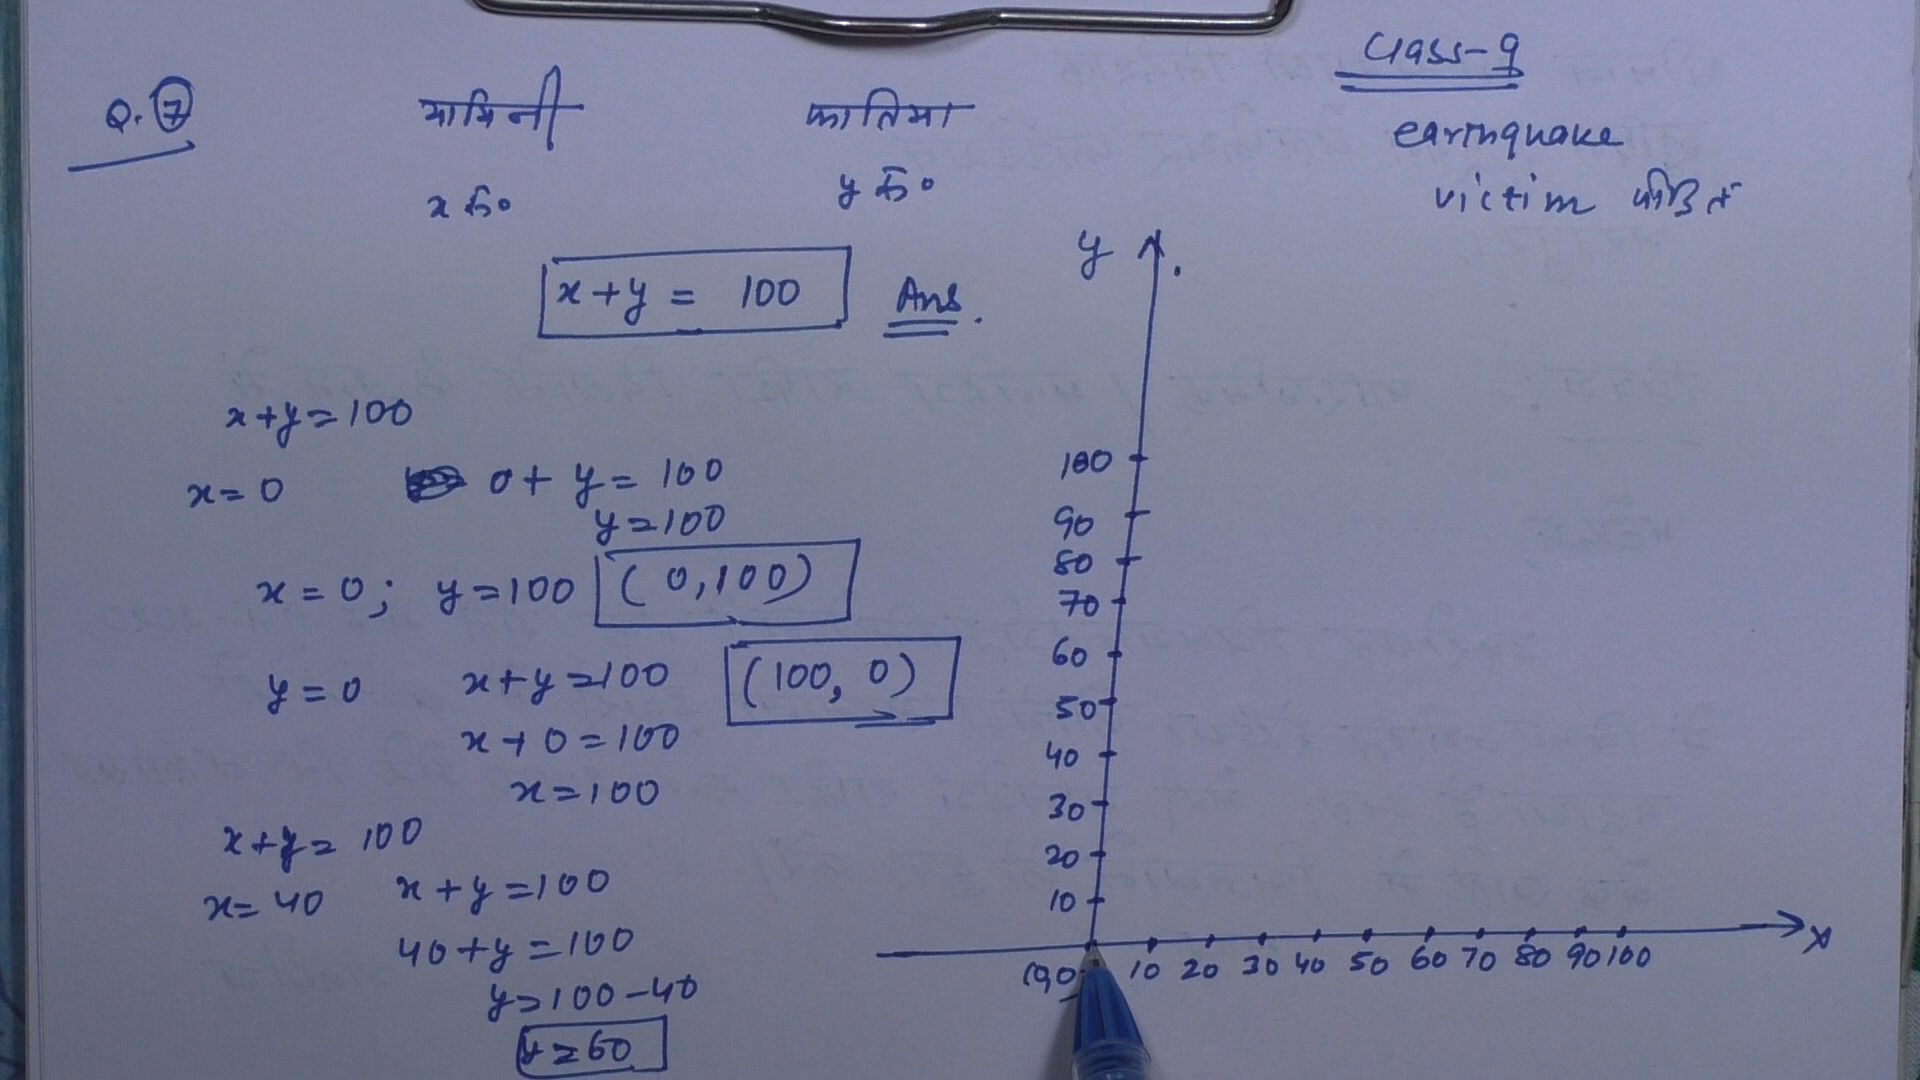 Class-9
Q. 7 यामिनी फातिमा
earthquake
x रु० y रु०
victim पीड़ित
x+y = 100 Ans.
x+y=100
x=0 0+ y= 100
y=100
x=0; y=100 (0,100)
y=0 x+y=100 (100, 0)
x+0=100
x=100
x+y= 100
x= 40 x+y=100
40+y=100
y=100-40
y=60
y
100
90
80
70
60
50
40
30
20
10
10 20 30 40 50 60 70 80 90 100 x